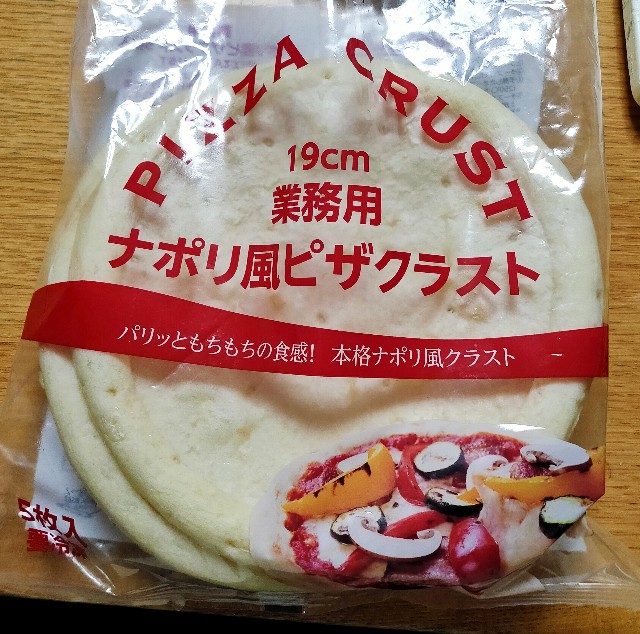 PIZZA CRUST
19cm
業務用
ナポリ風ピザクラスト
パリッともちもちの食感! 本格ナポリ風クラスト
5枚入
要冷